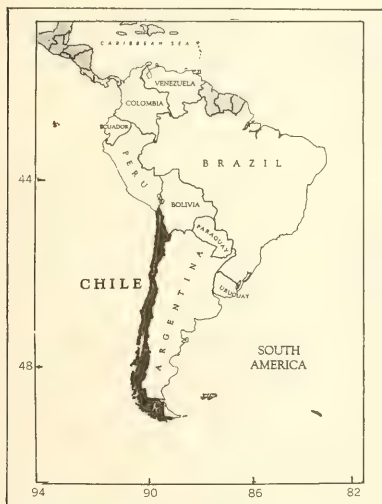 CARIBBEAN SEA
VENEZUELA
COLOMBIA
ECUADOR
PERU
BRAZIL
44
BOLIVIA
PARAGUAY
CHILE
ARGENTINA
URUGUAY
SOUTH
AMERICA
48
94 90 86 82